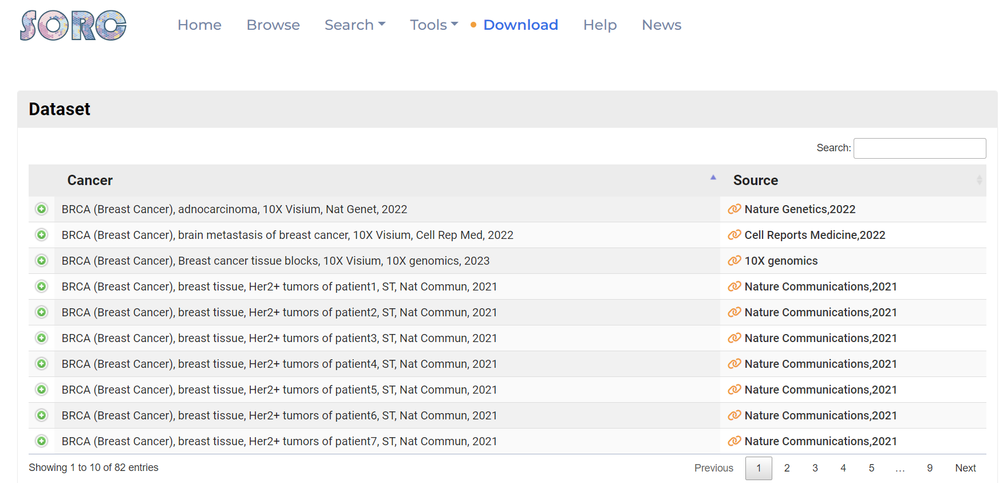 SORC Home Browse Search Tools Download Help News
Dataset
Search:
Cancer Source
BRCA (Breast Cancer), adnocarcinoma, 10X Visium, Nat Genet, 2022 Nature Genetics,2022
BRCA (Breast Cancer), brain metastasis of breast cancer, 10X Visium, Cell Rep Med, 2022 Cell Reports Medicine,2022
BRCA (Breast Cancer), Breast cancer tissue blocks, 10X Visium, 10X genomics, 2023 10X genomics
BRCA (Breast Cancer), breast tissue, Her2+ tumors of patient1, ST, Nat Commun, 2021 Nature Communications,2021
BRCA (Breast Cancer), breast tissue, Her2+ tumors of patient2, ST, Nat Commun, 2021 Nature Communications,2021
BRCA (Breast Cancer), breast tissue, Her2+ tumors of patient3, ST, Nat Commun, 2021 Nature Communications,2021
BRCA (Breast Cancer), breast tissue, Her2+ tumors of patient4, ST, Nat Commun, 2021 Nature Communications,2021
BRCA (Breast Cancer), breast tissue, Her2+ tumors of patient5, ST, Nat Commun, 2021 Nature Communications,2021
BRCA (Breast Cancer), breast tissue, Her2+ tumors of patient6, ST, Nat Commun, 2021 Nature Communications,2021
BRCA (Breast Cancer), breast tissue, Her2+ tumors of patient7, ST, Nat Commun, 2021 Nature Communications,2021
Showing 1 to 10 of 82 entries Previous 1 2 3 4 5 … 9 Next